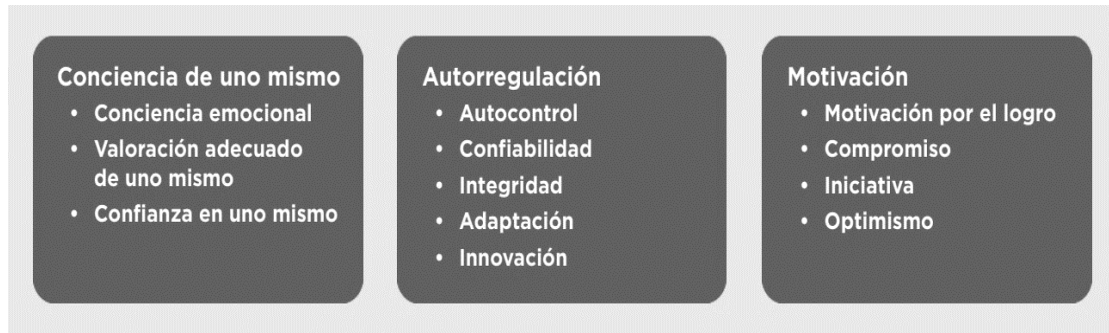 Conciencia de uno mismo
• Conciencia emocional
• Valoración adecuado
de uno mismo
• Confianza en uno mismo
Autorregulación
• Autocontrol
• Confiabilidad
• Integridad
• Adaptación
• Innovación
Motivación
• Motivación por el logro
• Compromiso
• Iniciativa
• Optimismo